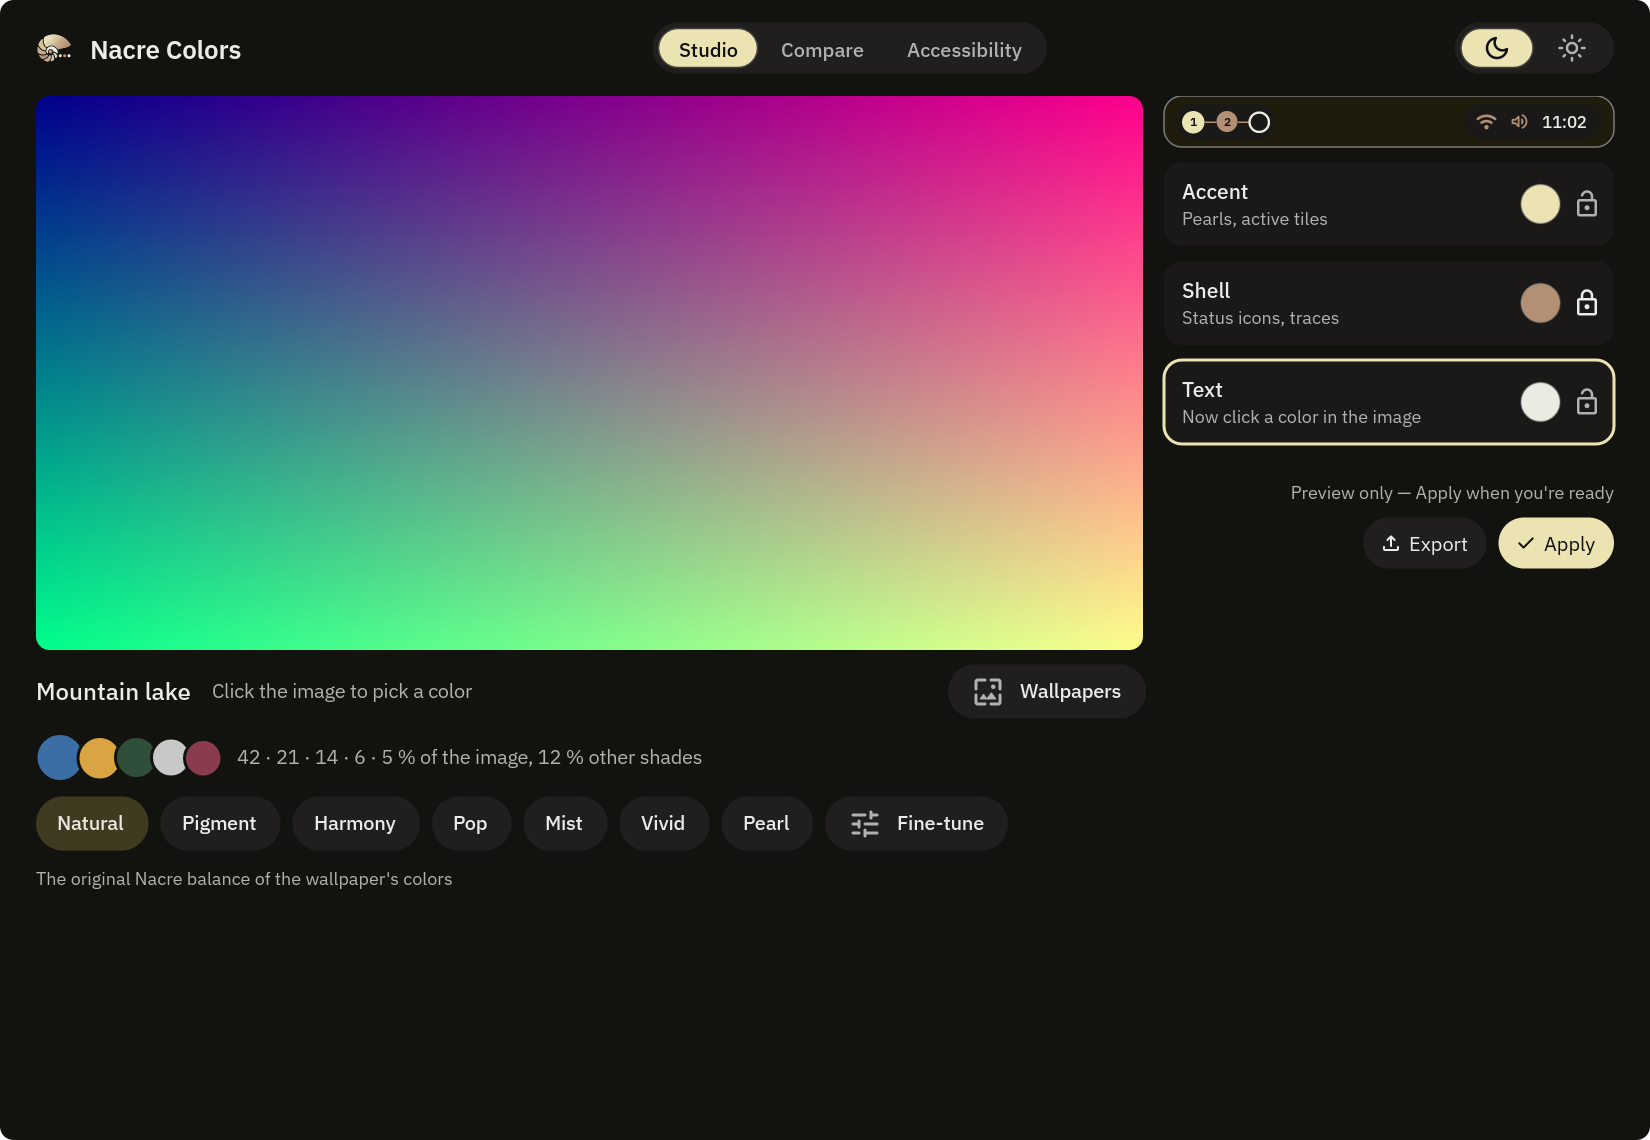 Nacre Colors
Studio
Compare
Accessibility
1
2
11:02
Accent
Pearls, active tiles
Shell
Status icons, traces
Text
Now click a color in the image
Preview only — Apply when you're ready
Export
Apply
Mountain lake
Click the image to pick a color
Wallpapers
42 · 21 · 14 · 6 · 5 % of the image, 12 % other shades
Natural
Pigment
Harmony
Pop
Mist
Vivid
Pearl
Fine-tune
The original Nacre balance of the wallpaper's colors